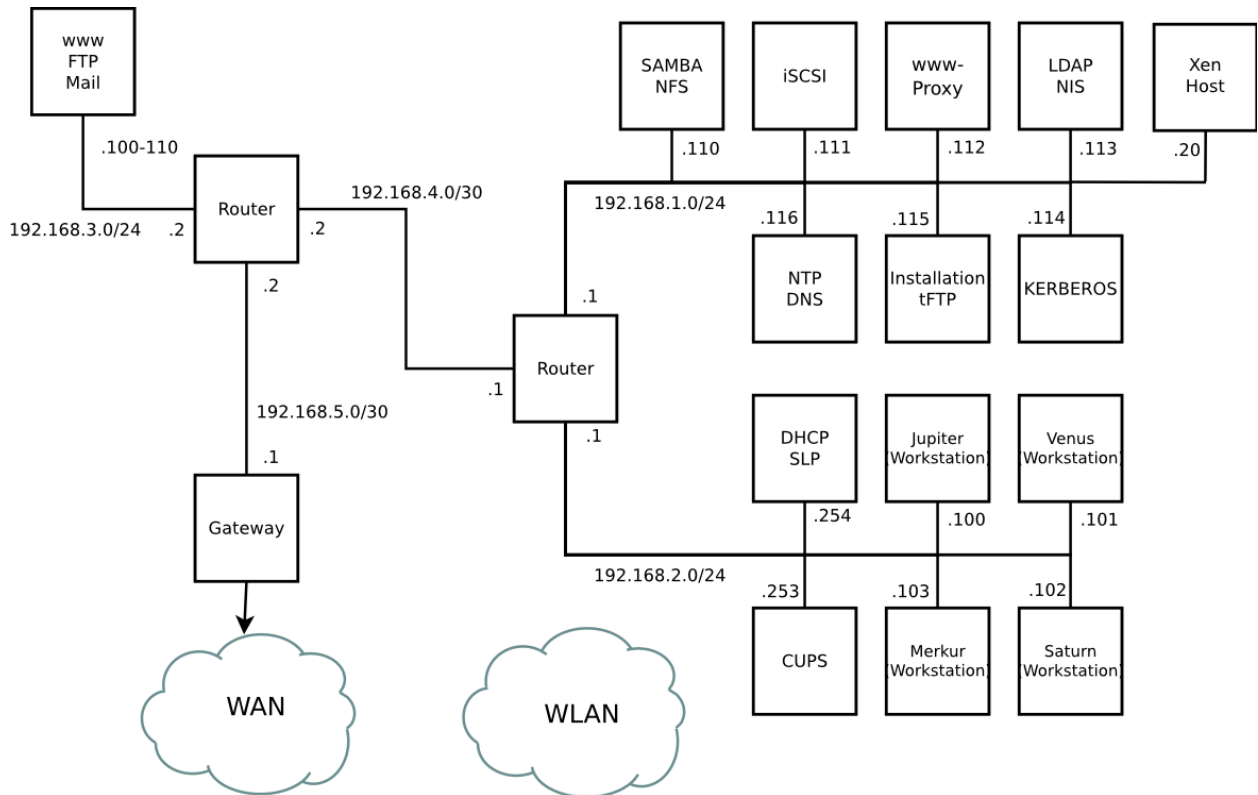 www
FTP
Mail
.100-110
192.168.3.0/24
.2
Router
.2
192.168.4.0/30
.2
192.168.5.0/30
.1
Gateway
WAN
WLAN
.1
Router
.1
.1
192.168.1.0/24
SAMBA
NFS
.110
iSCSI
.111
www-
Proxy
.112
LDAP
NIS
.113
Xen
Host
.20
.116
NTP
DNS
.115
Installation
tFTP
.114
KERBEROS
192.168.2.0/24
DHCP
SLP
.254
Jupiter
(Workstation)
.100
Venus
(Workstation)
.101
.253
CUPS
.103
Merkur
(Workstation)
.102
Saturn
(Workstation)